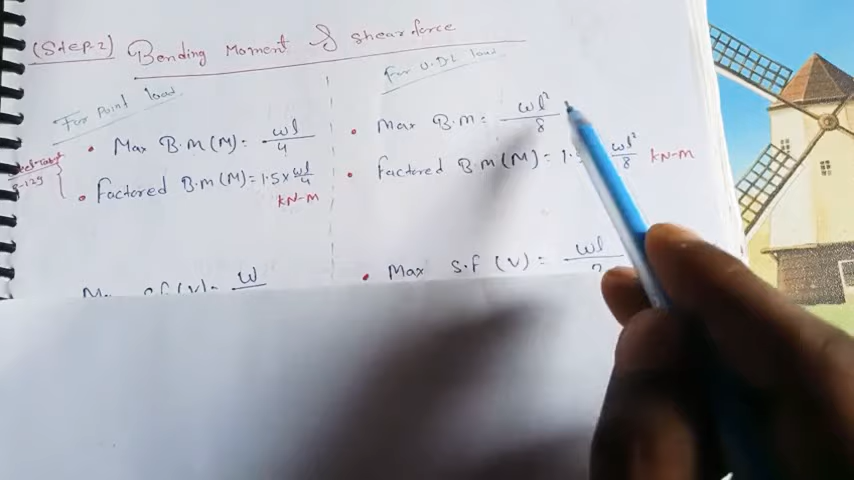 (Step-2) Bending Moment & shear force
For point load
• Max B.M(M)= wl/4
• Factored B.M(M)= 1.5x wl/4
KN-M
For U.D.L load
• Max B.M = wl²/8
• Factored B.M(M) = 1.5 wl²/8 KN-M
• Max S.F (V) = wl/2